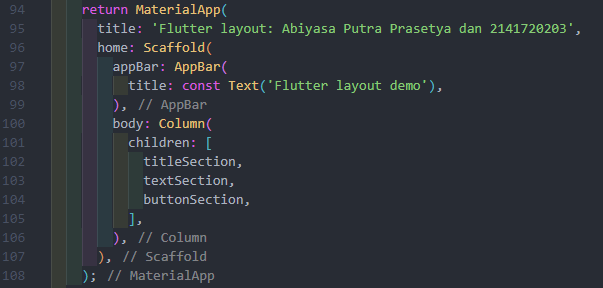 94 return MaterialApp(
95 title: 'Flutter layout: Abiyasa Putra Prasetya dan 2141720203',
96 home: Scaffold(
97 appBar: AppBar(
98 title: const Text('Flutter layout demo'),
99 ), // AppBar
100 body: Column(
101 children: [
102 titleSection,
103 textSection,
104 buttonSection,
105 ],
106 ), // Column
107 ), // Scaffold
108 ); // MaterialApp